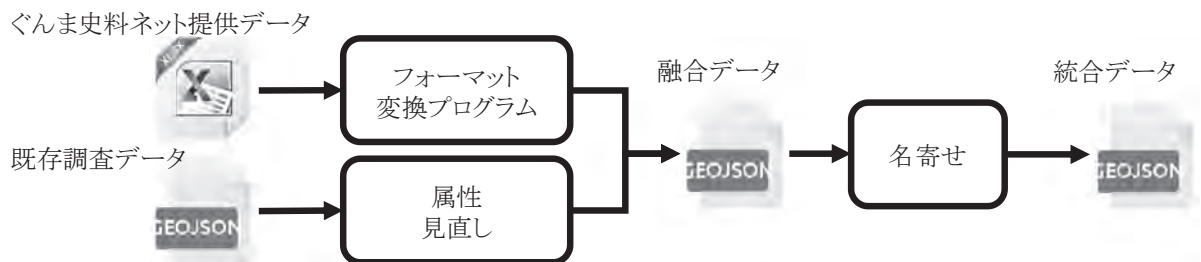 ぐんま史料ネット提供データ
XLSX
フォーマット
変換プログラム
融合データ
統合データ
既存調査データ
GEOJSON
属性
見直し
GEOJSON
名寄せ
GEOJSON